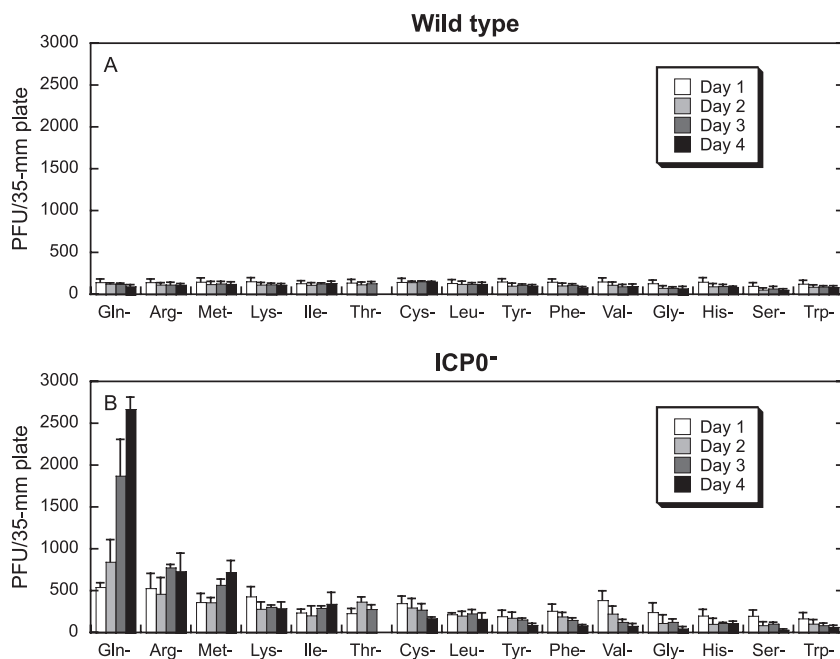 Wild type
A
PFU/35-mm plate
3000
2500
2000
1500
1000
500
0
Day 1
Day 2
Day 3
Day 4
Gln- Arg- Met- Lys- Ile- Thr- Cys- Leu- Tyr- Phe- Val- Gly- His- Ser- Trp-
ICP0-
B
PFU/35-mm plate
3000
2500
2000
1500
1000
500
0
Day 1
Day 2
Day 3
Day 4
Gln- Arg- Met- Lys- Ile- Thr- Cys- Leu- Tyr- Phe- Val- Gly- His- Ser- Trp-